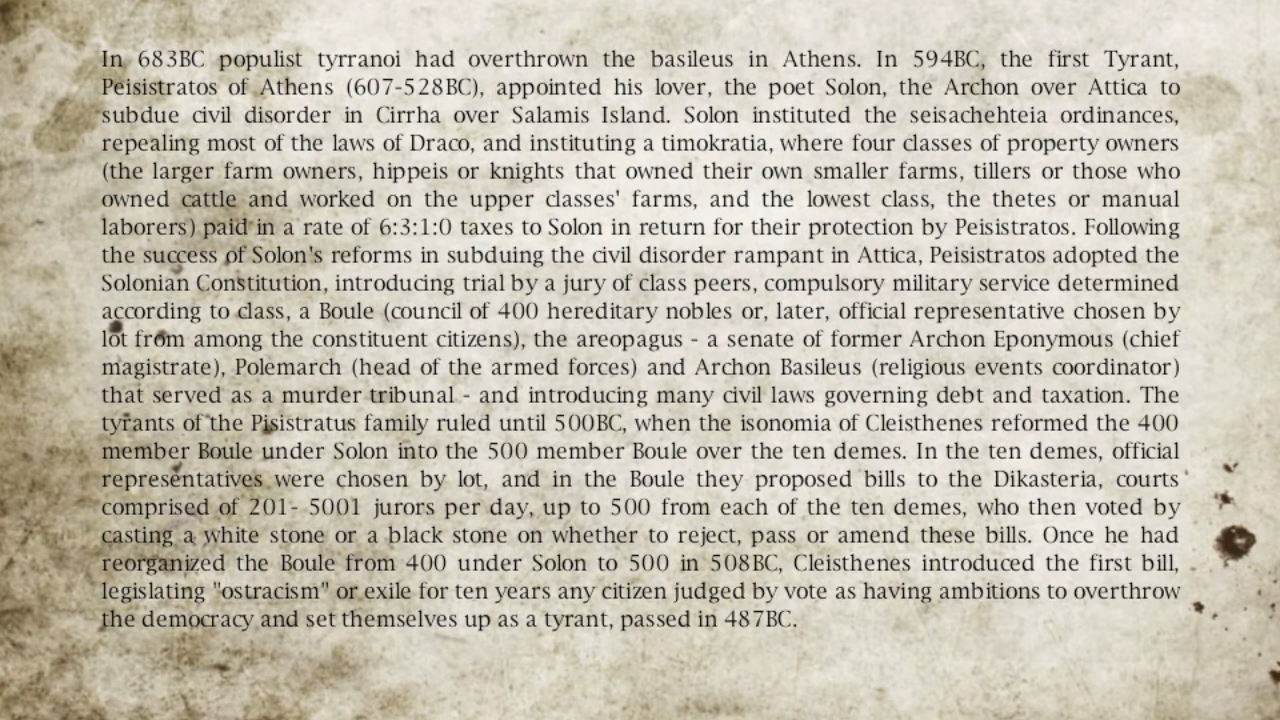 In 683BC populist tyrranoi had overthrown the basileus in Athens. In 594BC, the first Tyrant,
Peisistratos of Athens (607-528BC), appointed his lover, the poet Solon, the Archon over Attica to
subdue civil disorder in Cirrha over Salamis Island. Solon instituted the seisachehteia ordinances,
repealing most of the laws of Draco, and instituting a timokratia, where four classes of property owners
(the larger farm owners, hippeis or knights that owned their own smaller farms, tillers or those who
owned cattle and worked on the upper classes' farms, and the lowest class, the thetes or manual
laborers) paid in a rate of 6:3:1:0 taxes to Solon in return for their protection by Peisistratos. Following
the success of Solon's reforms in subduing the civil disorder rampant in Attica, Peisistratos adopted the
Solonian Constitution, introducing trial by a jury of class peers, compulsory military service determined
according to class, a Boule (council of 400 hereditary nobles or, later, official representative chosen by
lot from among the constituent citizens), the areopagus - a senate of former Archon Eponymous (chief
magistrate), Polemarch (head of the armed forces) and Archon Basileus (religious events coordinator)
that served as a murder tribunal - and introducing many civil laws governing debt and taxation. The
tyrants of the Pisistratus family ruled until 500BC, when the isonomia of Cleisthenes reformed the 400
member Boule under Solon into the 500 member Boule over the ten demes. In the ten demes, official
representatives were chosen by lot, and in the Boule they proposed bills to the Dikasteria, courts
comprised of 201- 5001 jurors per day, up to 500 from each of the ten demes, who then voted by
casting a white stone or a black stone on whether to reject, pass or amend these bills. Once he had
reorganized the Boule from 400 under Solon to 500 in 508BC, Cleisthenes introduced the first bill,
legislating "ostracism" or exile for ten years any citizen judged by vote as having ambitions to overthrow
the democracy and set themselves up as a tyrant, passed in 487BC.